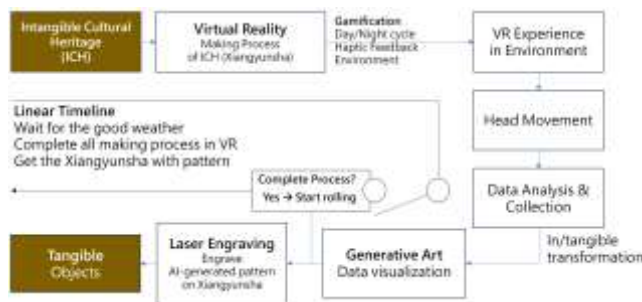 Intangible Cultural
Heritage
(ICH)
Virtual Reality
Making Process
of ICH (Xiangyunsha)
Gamification
Day/Night cycle
Haptic Feedback
Environment
VR Experience
in Environment
Linear Timeline
Wait for the good weather
Complete all making process in VR
Get the Xiangyunsha with pattern
Head Movement
Complete Process?
Yes → Start rolling
Data Analysis &
Collection
In/tangible
transformation
Generative Art
Data visualization
Laser Engraving
Engrave
AI-generated pattern
on Xiangyunsha
Tangible
Objects